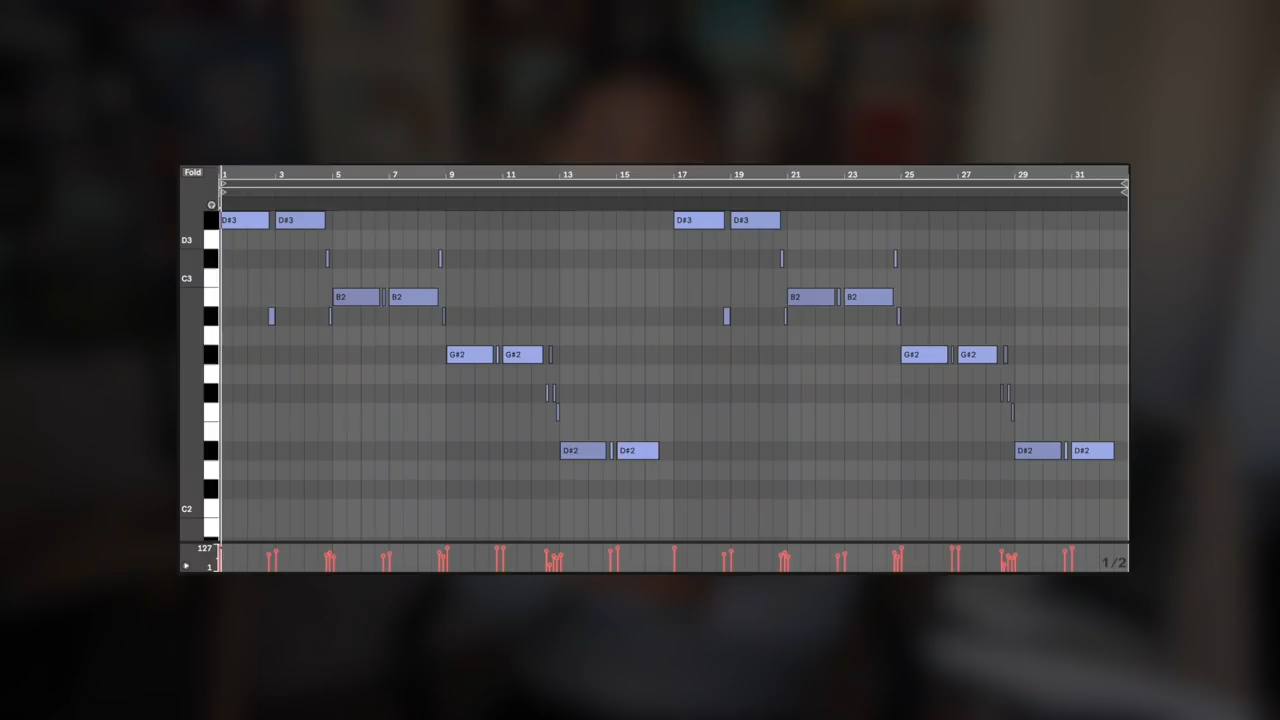 Fold
1 3 5 7 9 11 13 15 17 19 21 23 25 27 29 31
D#3 D#3 D#3 D#3
D3
C3
B2 B2 B2 B2
G#2 G#2 G#2 G#2
D#2 D#2 D#2 D#2
C2
127
1
1/2